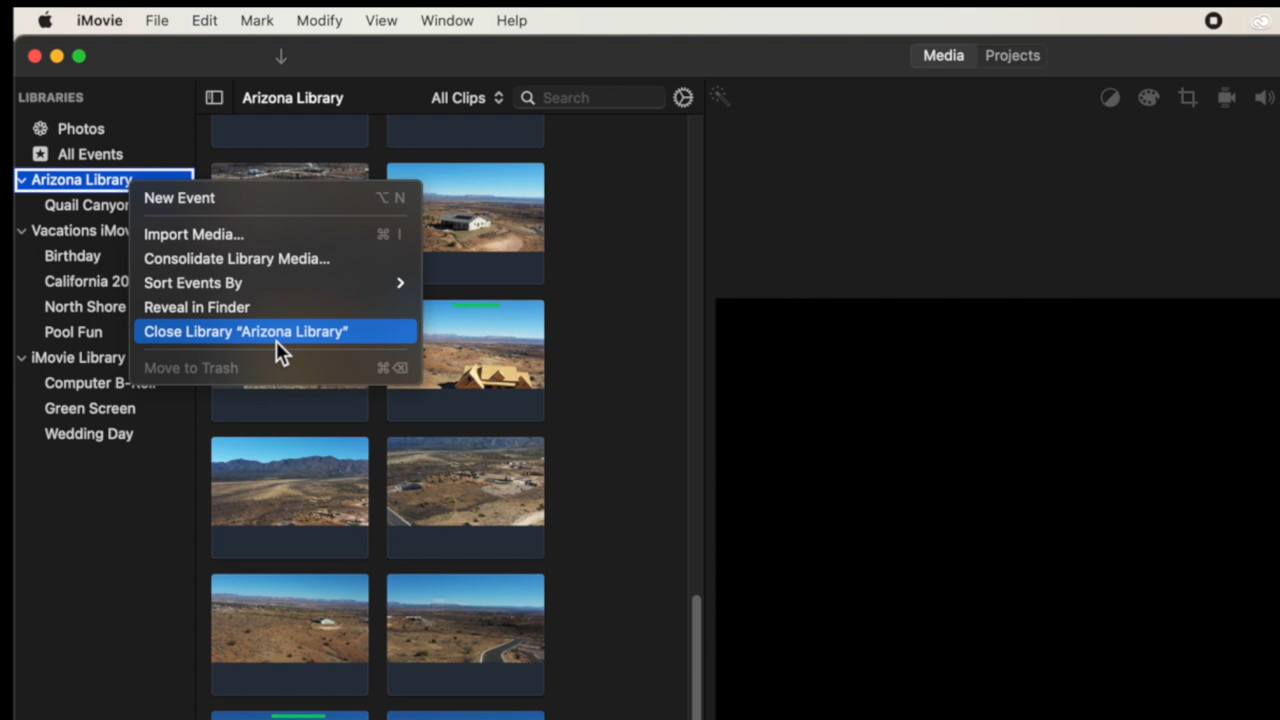 iMovie File Edit Mark Modify View Window Help
Media Projects
LIBRARIES
Arizona Library
All Clips
Search
Photos
All Events
Arizona Library
Quail Canyon
Vacations iMov
Birthday
California 20
North Shore
Pool Fun
iMovie Library
Computer B-Roll
Green Screen
Wedding Day
New Event ⌥ N
Import Media... ⌘ I
Consolidate Library Media...
Sort Events By
Reveal in Finder
Close Library "Arizona Library"
Move to Trash ⌘⌫